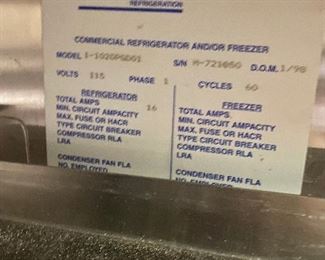 REFRIGERATION
COMMERCIAL REFRIGERATOR AND/OR FREEZER
MODEL 1-1020PGD01 S/N M-721050 D.O.M. 1/98
VOLTS 115 PHASE 1 CYCLES 60
REFRIGERATOR FREEZER
TOTAL AMPS 16 TOTAL AMPS
MIN. CIRCUIT AMPACITY MIN. CIRCUIT AMPACITY
MAX. FUSE OR HACR MAX. FUSE OR HACR
TYPE CIRCUIT BREAKER TYPE CIRCUIT BREAKER
COMPRESSOR RLA COMPRESSOR RLA
LRA LRA
CONDENSER FAN FLA CONDENSER FAN FLA
NO. EMPLOYED